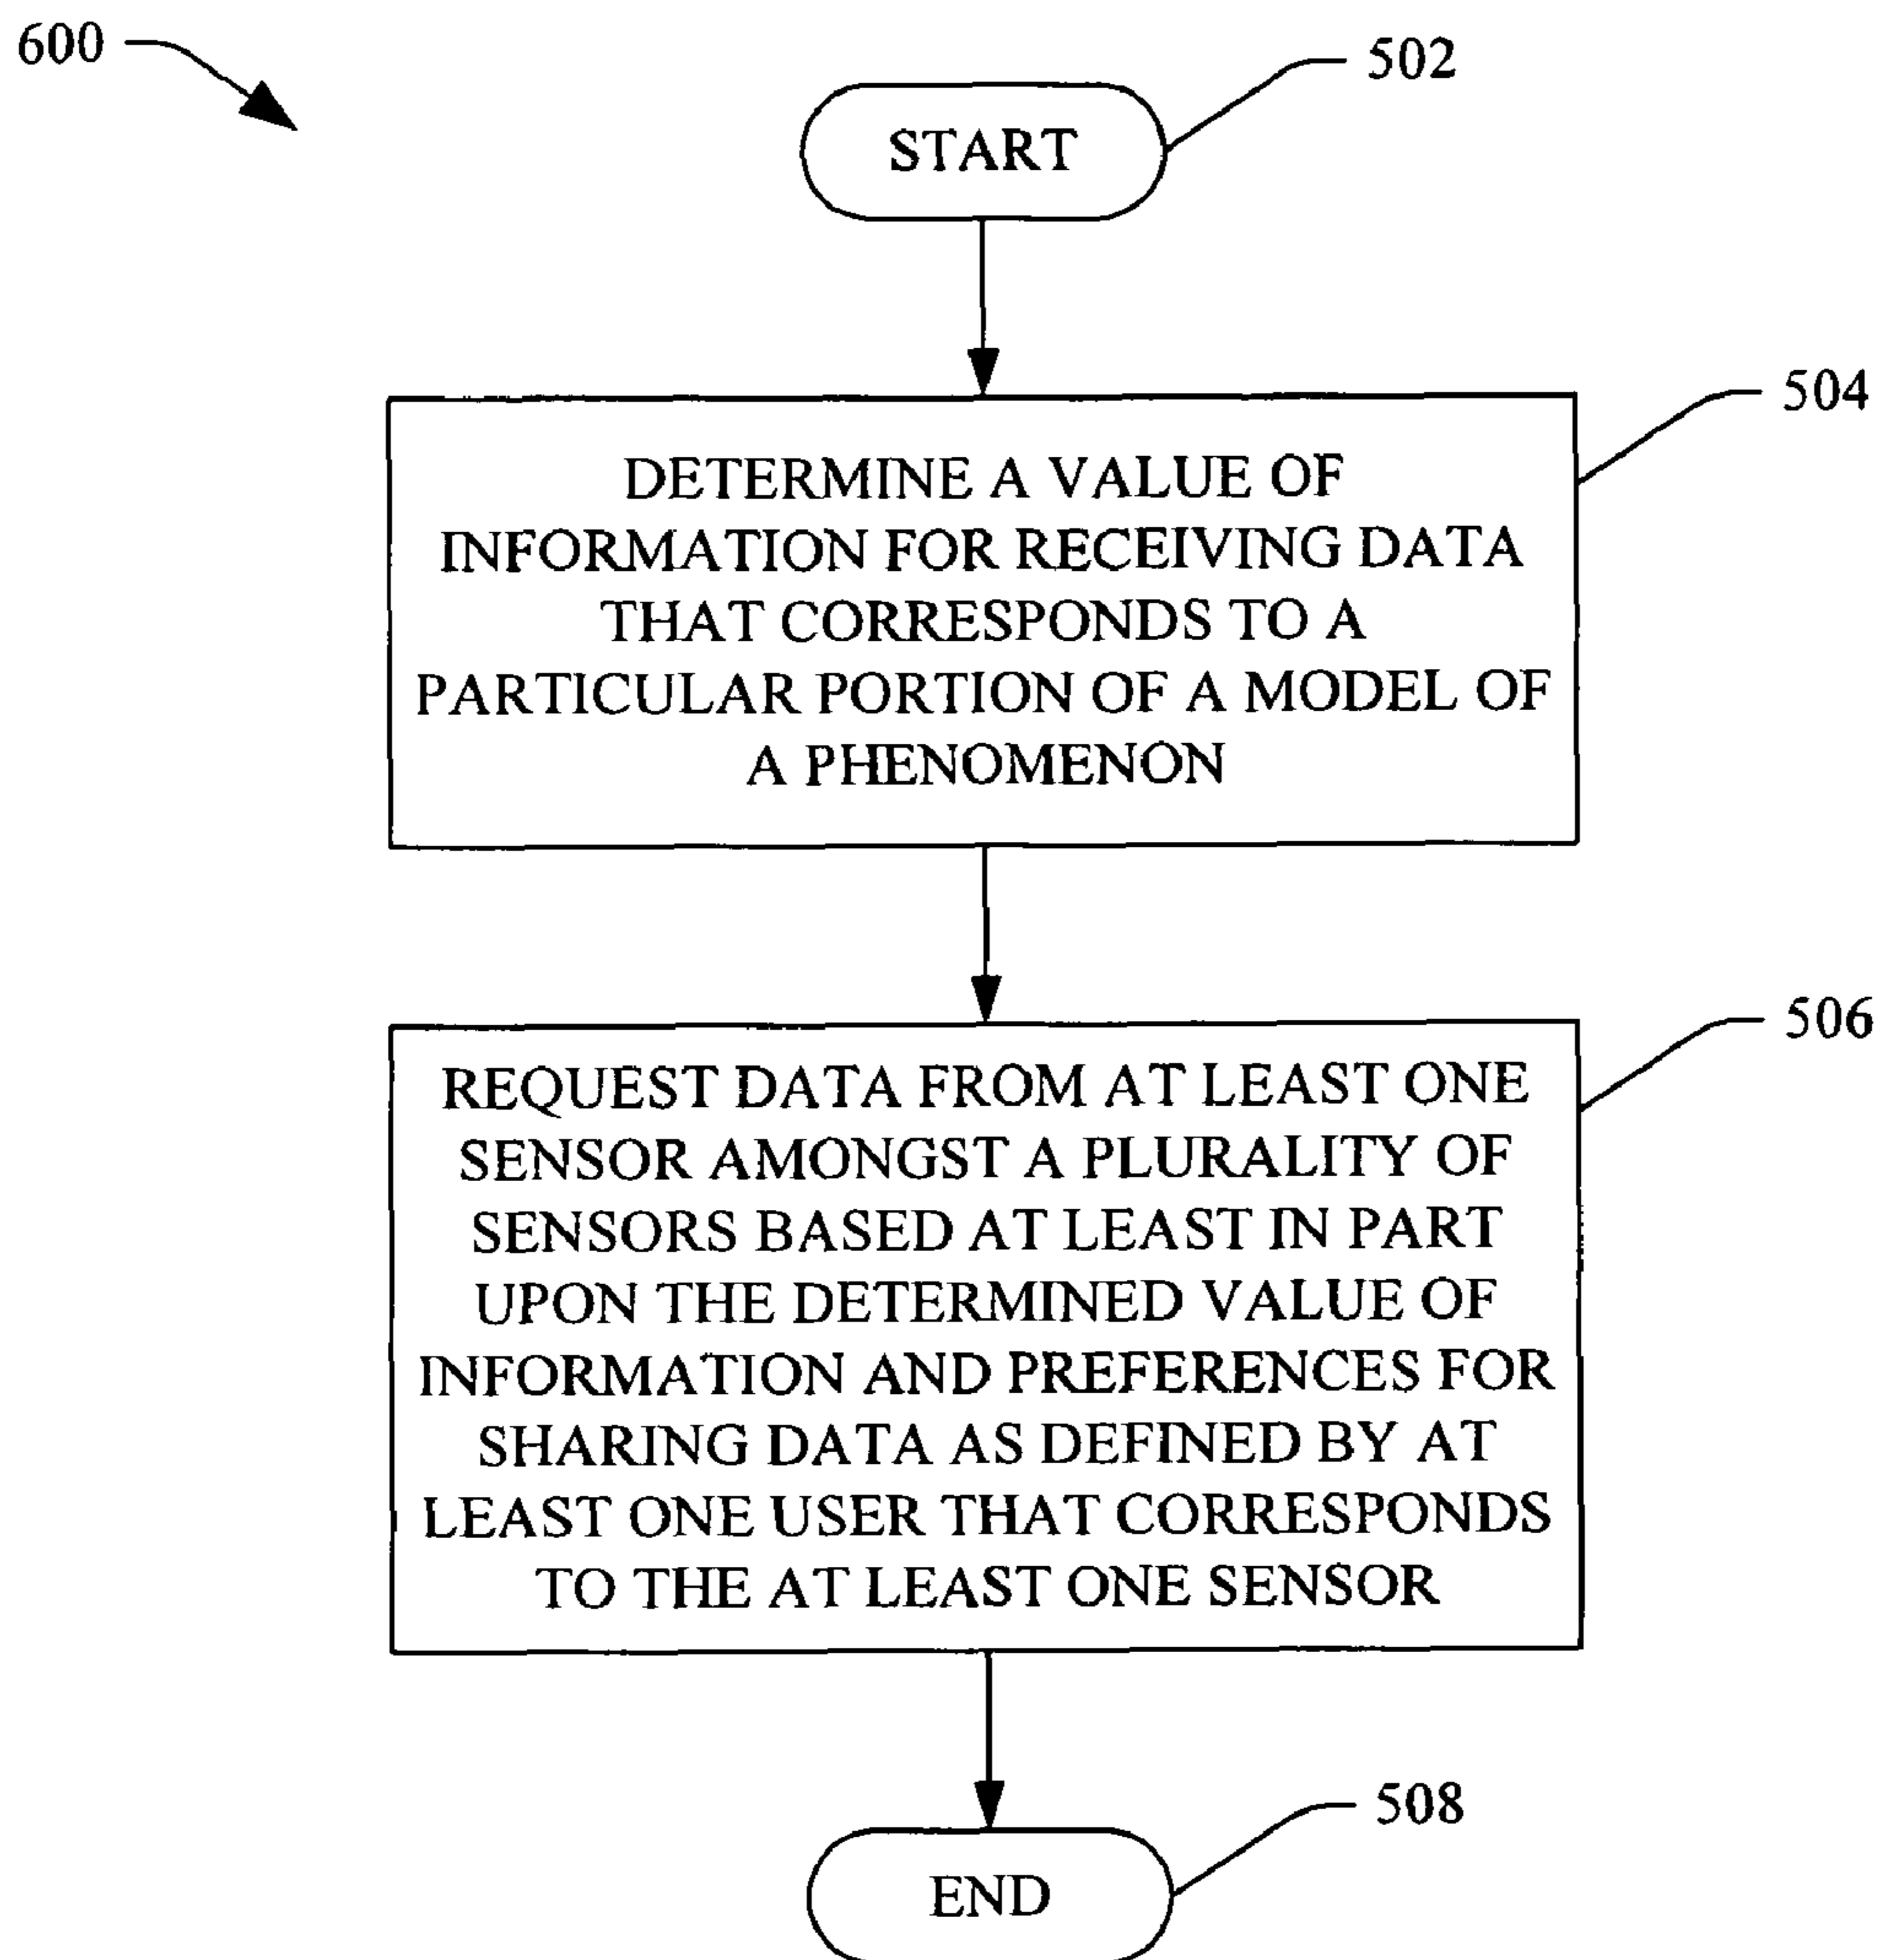 600
502
START
504
DETERMINE A VALUE OF
INFORMATION FOR RECEIVING DATA
THAT CORRESPONDS TO A
PARTICULAR PORTION OF A MODEL OF
A PHENOMENON
506
REQUEST DATA FROM AT LEAST ONE
SENSOR AMONGST A PLURALITY OF
SENSORS BASED AT LEAST IN PART
UPON THE DETERMINED VALUE OF
INFORMATION AND PREFERENCES FOR
SHARING DATA AS DEFINED BY AT
LEAST ONE USER THAT CORRESPONDS
TO THE AT LEAST ONE SENSOR
508
END